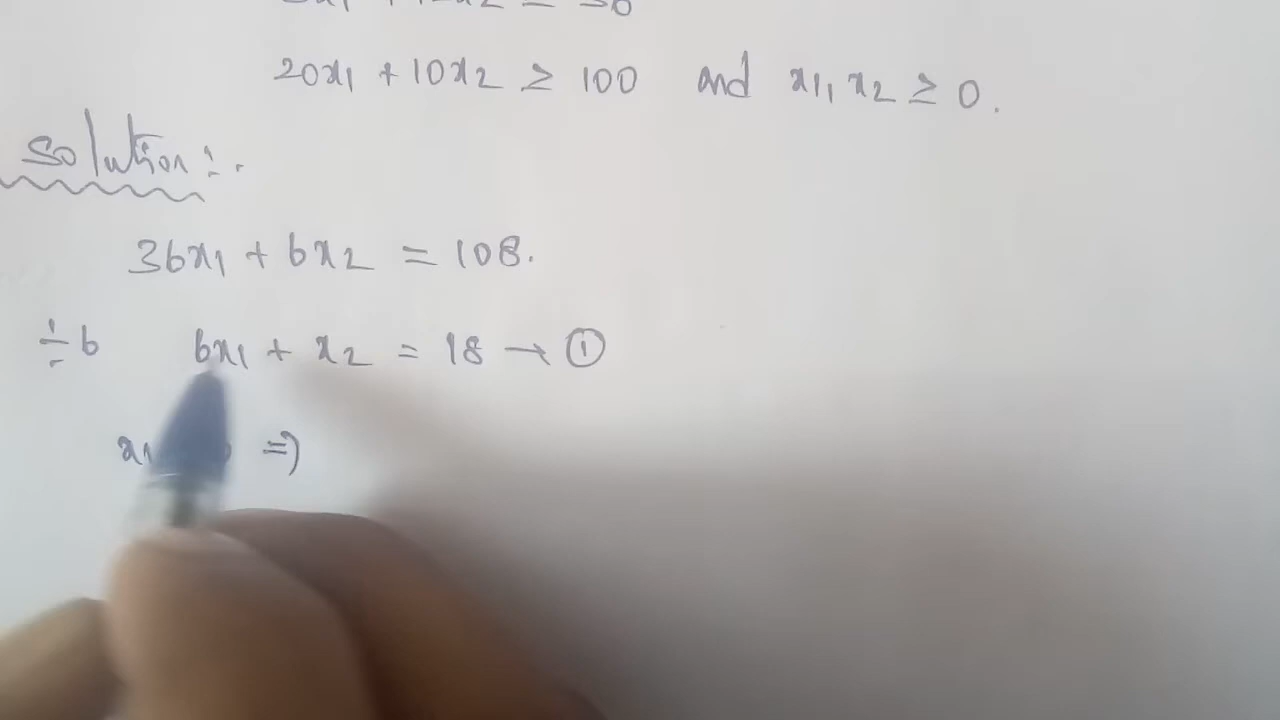 20x1 + 10x2 ≥ 100 and x1, x2 ≥ 0.
Solution :-
36x1 + 6x2 = 108.
÷6 6x1 + x2 = 18 → ①
x1 ⇒